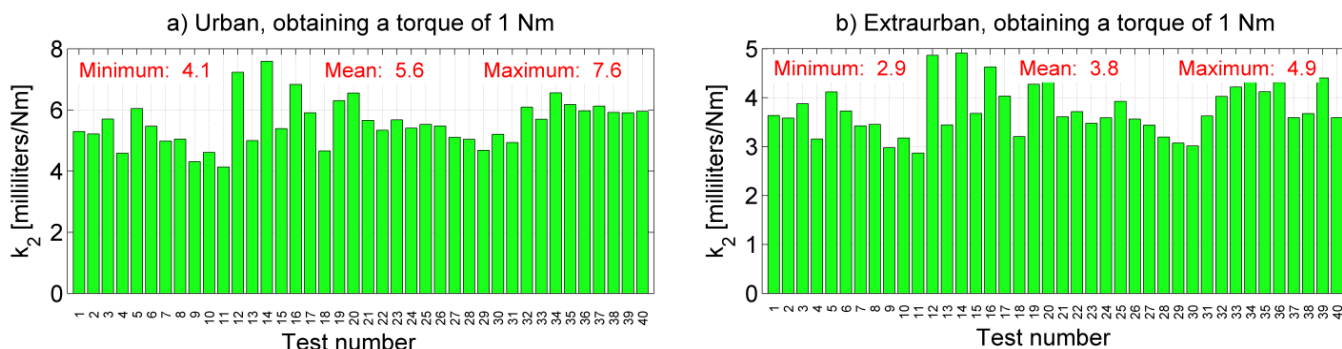 a) Urban, obtaining a torque of 1 Nm
k2 [milliliters/Nm]
8
6
4
2
0
Minimum: 4.1 Mean: 5.6 Maximum: 7.6
1 2 3 4 5 6 7 8 9 10 11 12 13 14 15 16 17 18 19 20 21 22 23 24 25 26 27 28 29 30 31 32 33 34 35 36 37 38 39 40
Test number
b) Extraurban, obtaining a torque of 1 Nm
k2 [milliliters/Nm]
5
4
3
2
1
0
Minimum: 2.9 Mean: 3.8 Maximum: 4.9
1 2 3 4 5 6 7 8 9 10 11 12 13 14 15 16 17 18 19 20 21 22 23 24 25 26 27 28 29 30 31 32 33 34 35 36 37 38 39 40
Test number